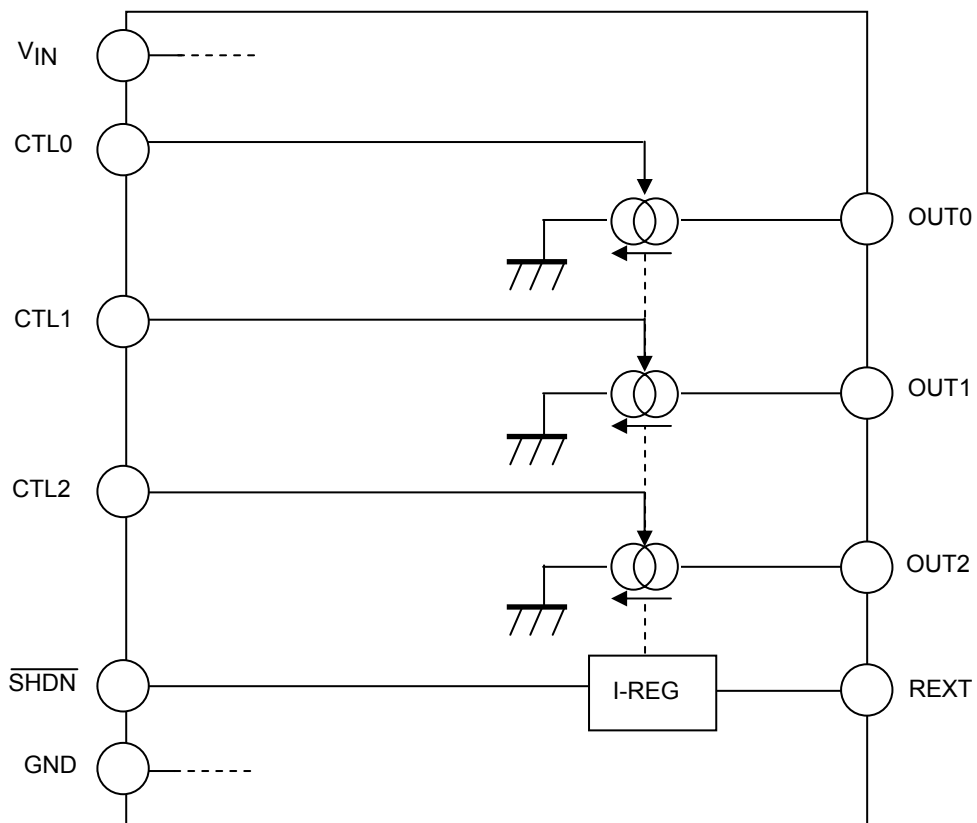 VIN
CTL0
OUT0
CTL1
OUT1
CTL2
OUT2
SHDN
I-REG
REXT
GND